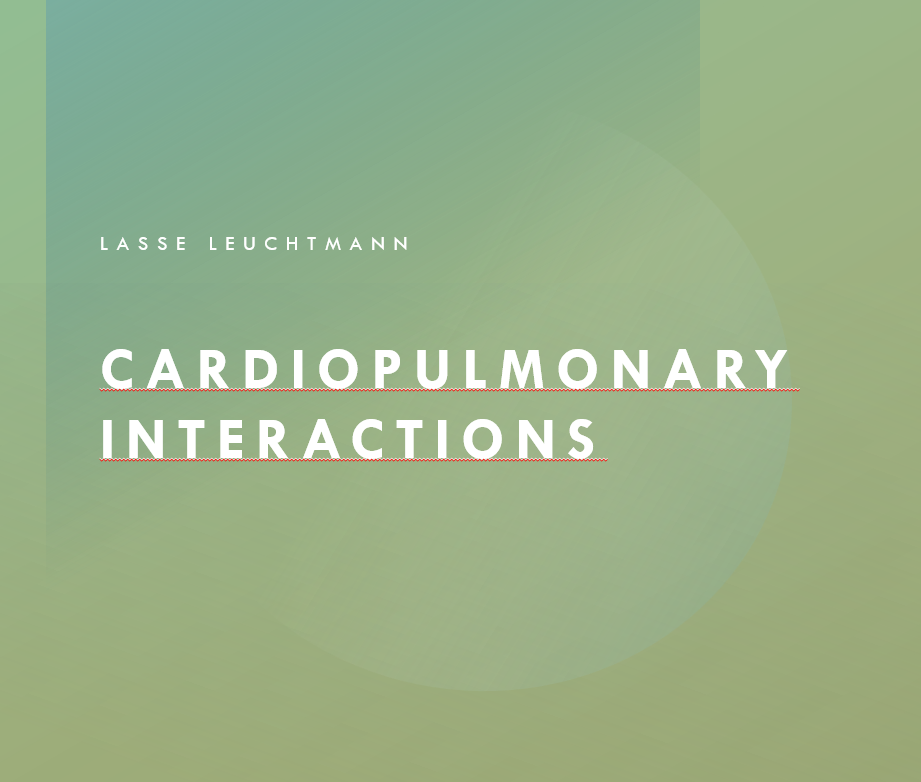 LASSE LEUCHTMANN
CARDIOPULMONARY
INTERACTIONS